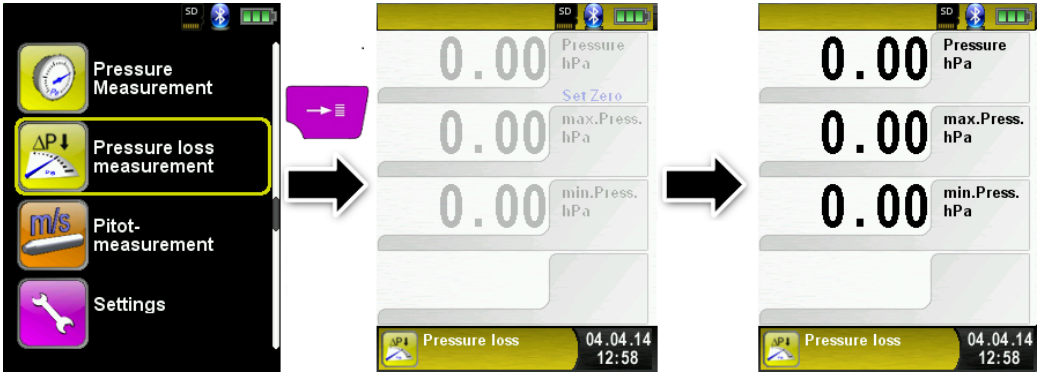 SD
Pressure
Measurement
ΔP
Pressure loss
measurement
m/s
Pitot-
measurement
Settings
SD
0.00 Pressure
hPa
Set Zero
0.00 max.Press.
hPa
0.00 min.Press.
hPa
ΔP Pressure loss 04.04.14
12:58
SD
0.00 Pressure
hPa
0.00 max.Press.
hPa
0.00 min.Press.
hPa
ΔP Pressure loss 04.04.14
12:58